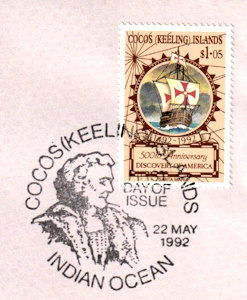 COCOS (KEELING) ISLANDS
$1·05
1492-1992
500th Anniversary
DISCOVERY OF AMERICA
COCOS (KEELING) ISLANDS
FIRST
DAY OF
ISSUE
22 MAY
1992
INDIAN OCEAN